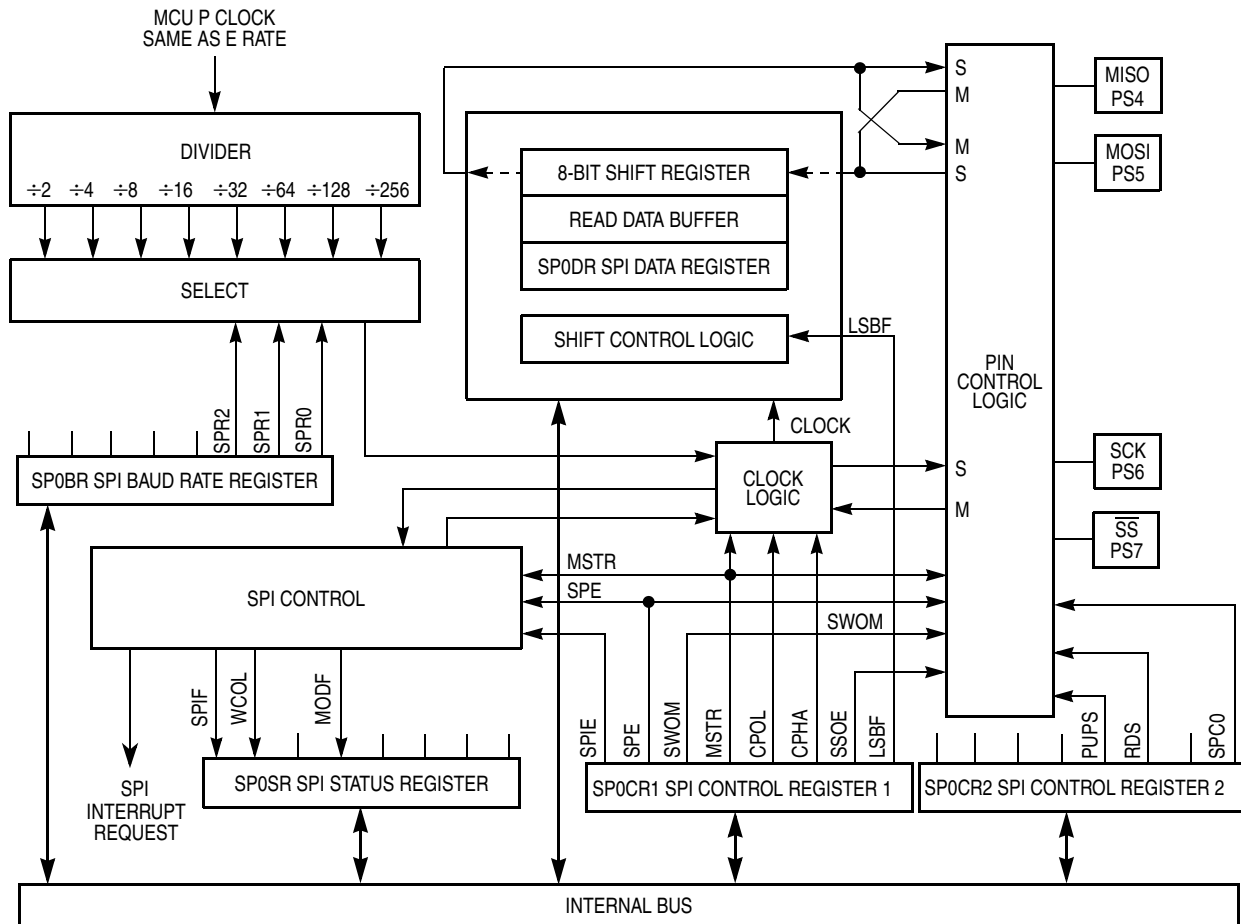 MCU P CLOCK
SAME AS E RATE
DIVIDER
÷2 ÷4 ÷8 ÷16 ÷32 ÷64 ÷128 ÷256
SELECT
SPR2
SPR1
SPR0
SP0BR SPI BAUD RATE REGISTER
8-BIT SHIFT REGISTER
READ DATA BUFFER
SP0DR SPI DATA REGISTER
SHIFT CONTROL LOGIC
LSBF
CLOCK
CLOCK
LOGIC
S
M
M
S
PIN
CONTROL
LOGIC
S
M
MISO
PS4
MOSI
PS5
SCK
PS6
SS
PS7
SPI CONTROL
MSTR
SPE
SWOM
SPIF
WCOL
MODF
SPI
INTERRUPT
REQUEST
SP0SR SPI STATUS REGISTER
SPIE
SPE
SWOM
MSTR
CPOL
CPHA
SSOE
LSBF
SP0CR1 SPI CONTROL REGISTER 1
PUPS
RDS
SPC0
SP0CR2 SPI CONTROL REGISTER 2
INTERNAL BUS